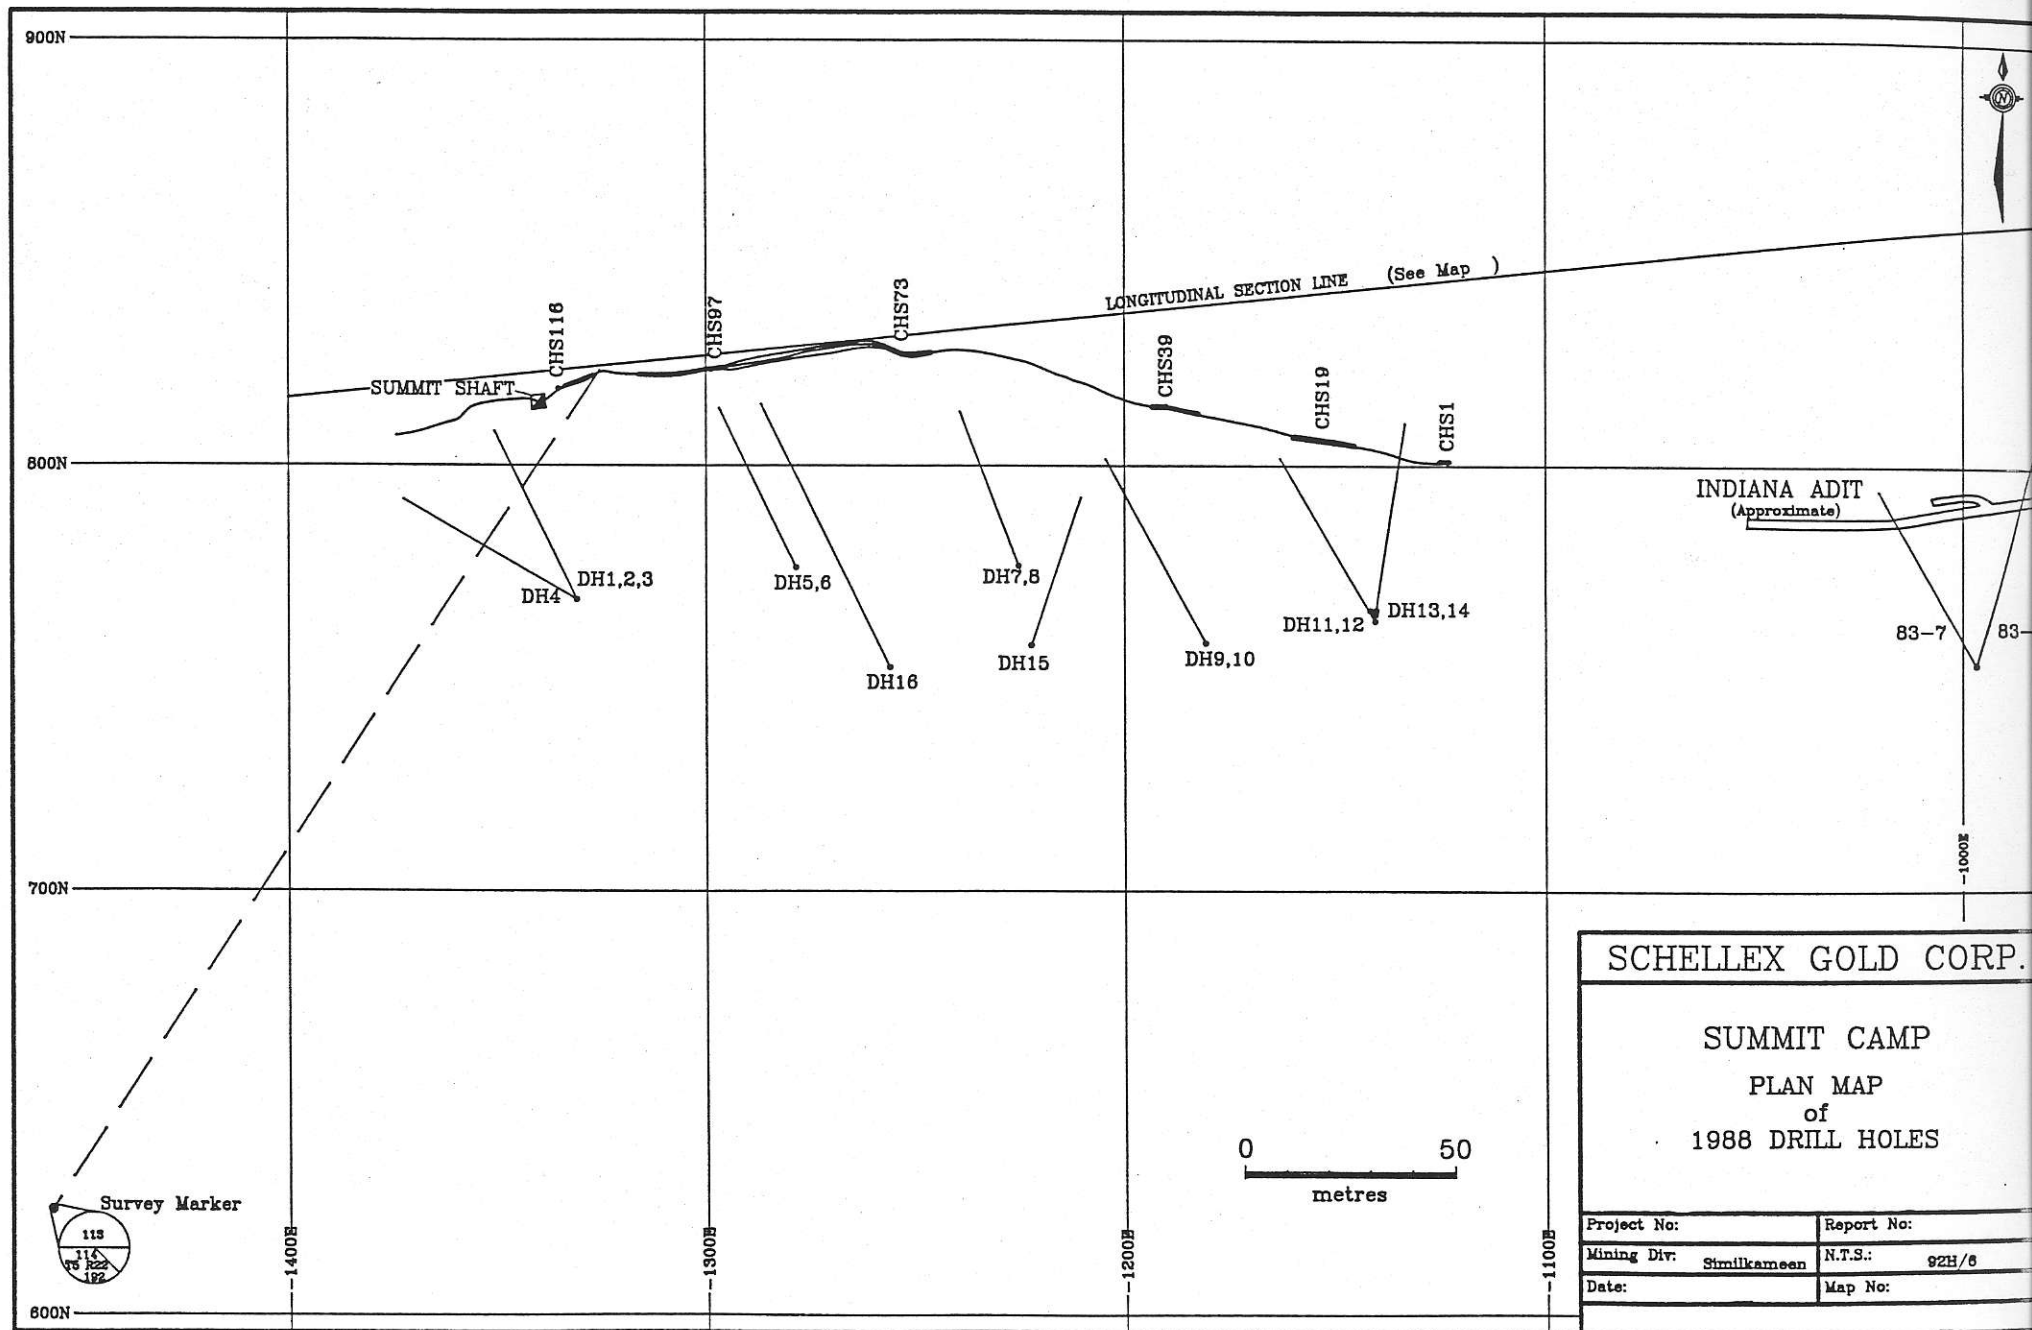 900N
N
LONGITUDINAL SECTION LINE (See Map )
CHS116
CHS97
CHS73
SUMMIT SHAFT
CHS39
CHS19
CHS1
800N
INDIANA ADIT
(Approximate)
DH1,2,3
DH4
DH5,6
DH7,8
DH11,12
DH13,14
DH15
DH9,10
DH16
83-7
83-
700N
-1000E
SCHELLEX GOLD CORP.
SUMMIT CAMP
PLAN MAP
of
1988 DRILL HOLES
0 50
metres
Survey Marker
113
114
T6 R22
192
-1400E
-1300E
-1200E
-1100E
Project No:
Report No:
Mining Div: Similkameen
N.T.S.: 92H/6
Date:
Map No:
600N